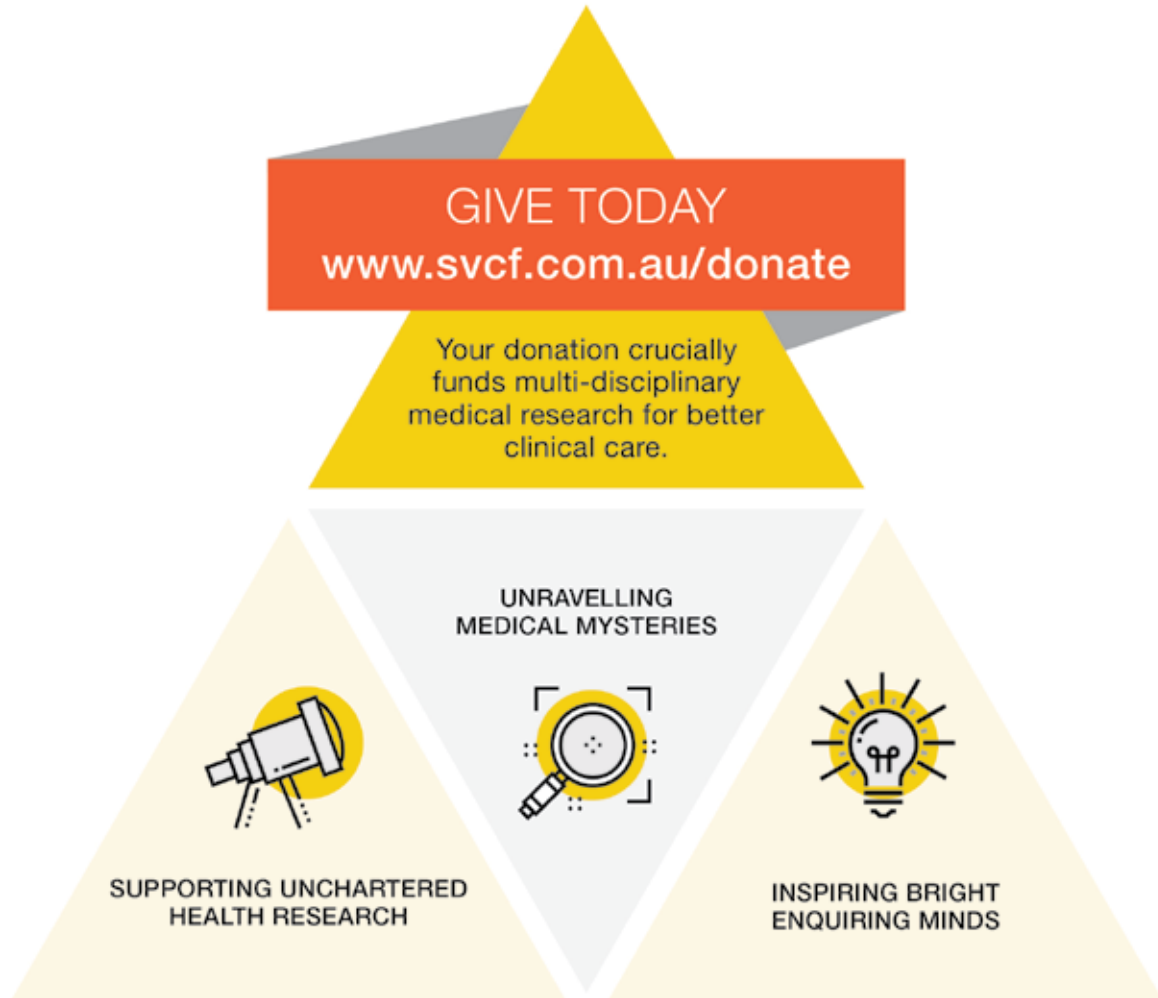 GIVE TODAY
www.svcf.com.au/donate
Your donation crucially
funds multi-disciplinary
medical research for better
clinical care.
UNRAVELLING
MEDICAL MYSTERIES
SUPPORTING UNCHARTERED
HEALTH RESEARCH
INSPIRING BRIGHT
ENQUIRING MINDS